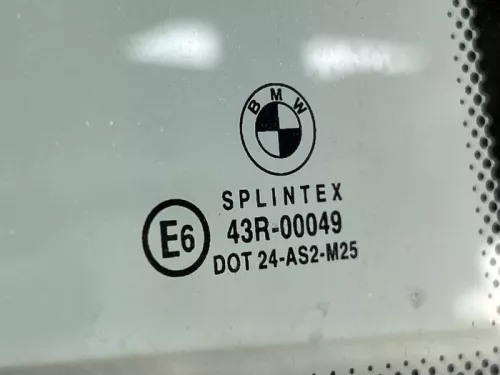 BMW
SPLINTEX
E6
43R-00049
DOT 24-AS2-M25